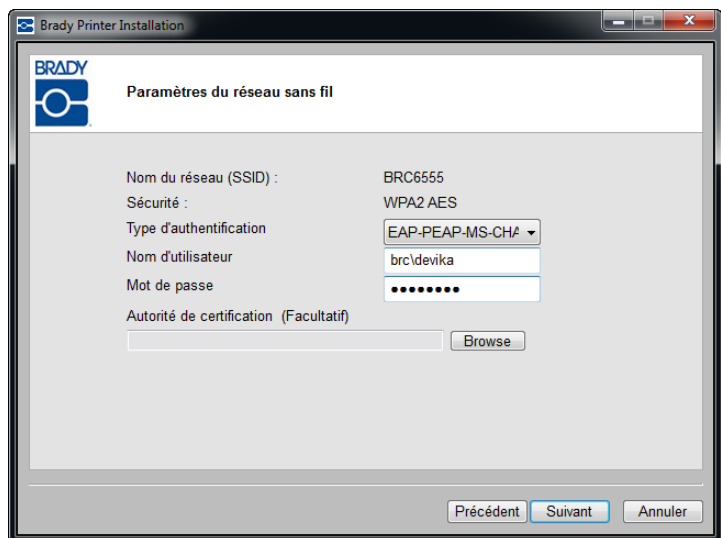 Brady Printer Installation
BRADY
Paramètres du réseau sans fil
Nom du réseau (SSID) : BRC6555
Sécurité : WPA2 AES
Type d'authentification EAP-PEAP-MS-CHA
Nom d'utilisateur brc\devika
Mot de passe ●●●●●●●●
Autorité de certification (Facultatif)
Browse
Précédent Suivant Annuler